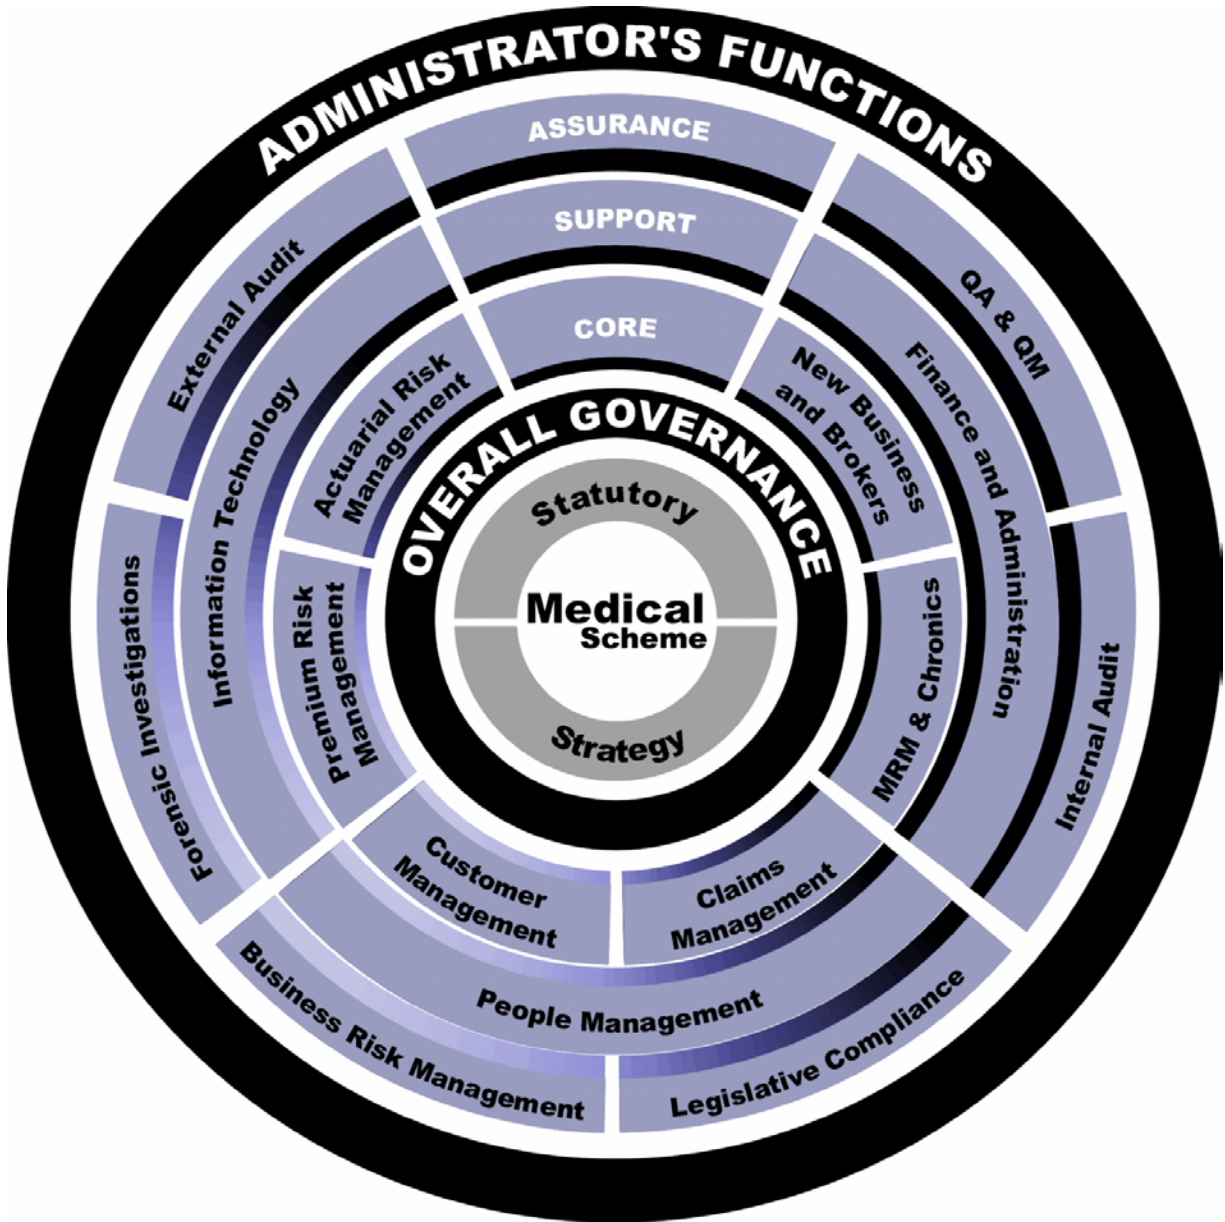 ADMINISTRATOR'S FUNCTIONS
ASSURANCE
SUPPORT
CORE
External Audit
QA & QM
Information Technology
Finance and Administration
Actuarial Risk
Management
New Business
and Brokers
OVERALL GOVERNANCE
Statutory
Medical
Scheme
Strategy
Forensic Investigations
Premium Risk
Management
MRM & Chronics
Internal Audit
Customer
Management
Claims
Management
People Management
Business Risk Management
Legislative Compliance